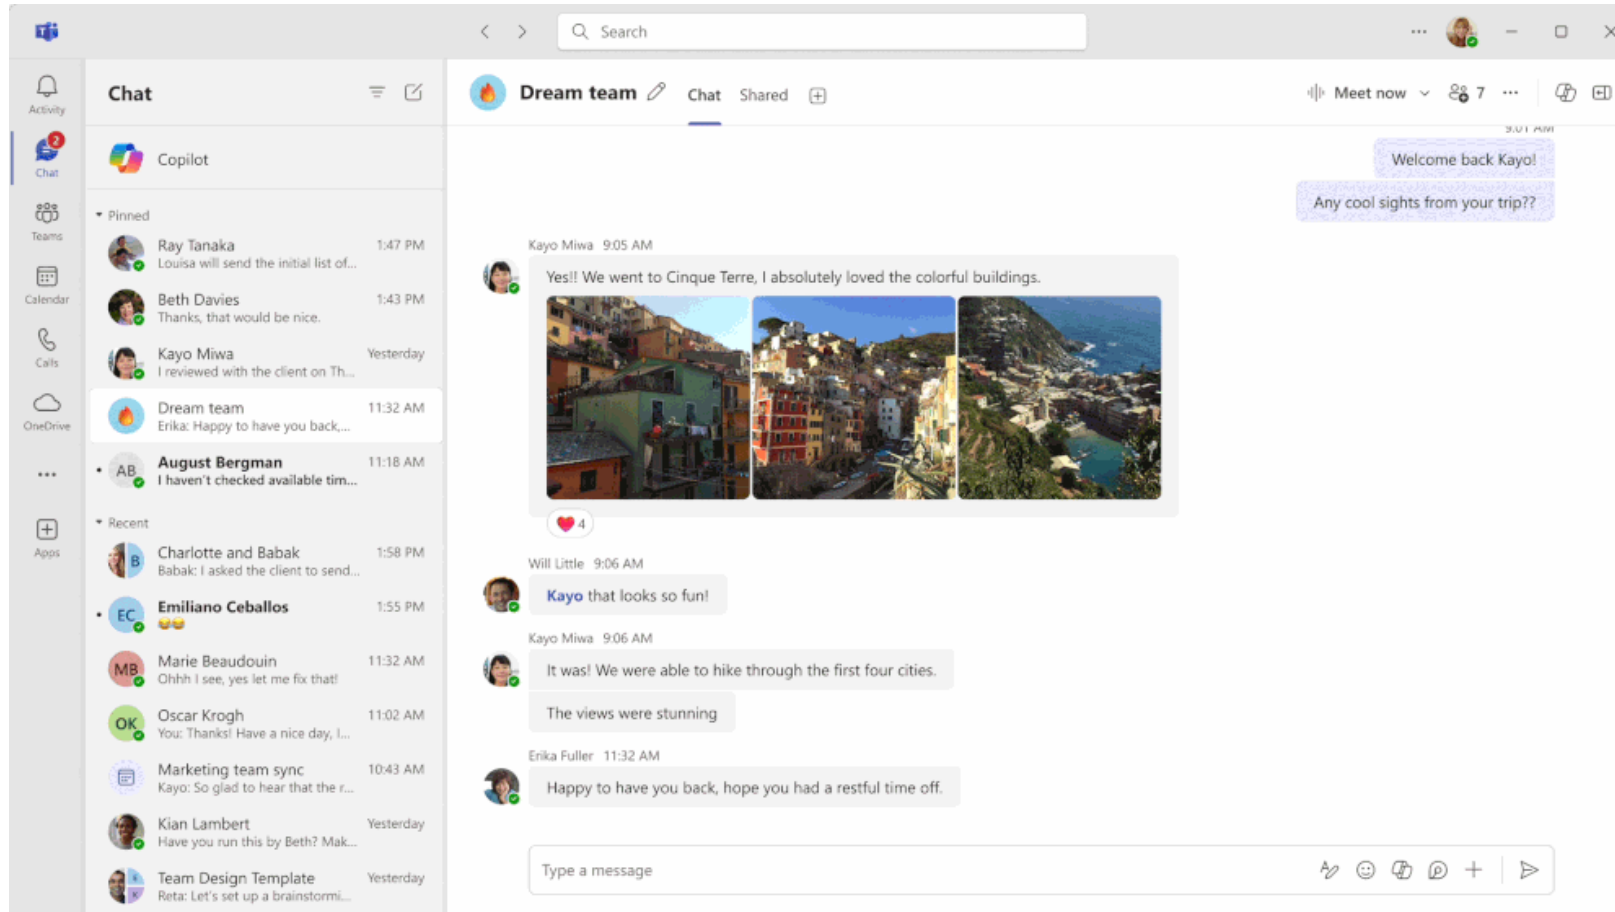 Search
Activity
2
Chat
Teams
Calendar
Calls
OneDrive
Apps
Chat
Copilot
Pinned
Ray Tanaka 1:47 PM
Louisa will send the initial list of...
Beth Davies 1:43 PM
Thanks, that would be nice.
Kayo Miwa Yesterday
I reviewed with the client on Th...
Dream team 11:32 AM
Erika: Happy to have you back,...
AB August Bergman 11:18 AM
I haven't checked available tim...
Recent
B Charlotte and Babak 1:58 PM
Babak: I asked the client to send...
EC Emiliano Ceballos 1:55 PM
😂😂
MB Marie Beaudouin 11:32 AM
Ohhh I see, yes let me fix that!
OK Oscar Krogh 11:02 AM
You: Thanks! Have a nice day, I...
Marketing team sync 10:43 AM
Kayo: So glad to hear that the r...
Kian Lambert Yesterday
Have you run this by Beth? Mak...
Team Design Template Yesterday
Reta: Let's set up a brainstormi...
Dream team Chat Shared Meet now 7
9:01 AM
Welcome back Kayo!
Any cool sights from your trip??
Kayo Miwa 9:05 AM
Yes!! We went to Cinque Terre, I absolutely loved the colorful buildings.
❤️ 4
Will Little 9:06 AM
Kayo that looks so fun!
Kayo Miwa 9:06 AM
It was! We were able to hike through the first four cities.
The views were stunning
Erika Fuller 11:32 AM
Happy to have you back, hope you had a restful time off.
Type a message